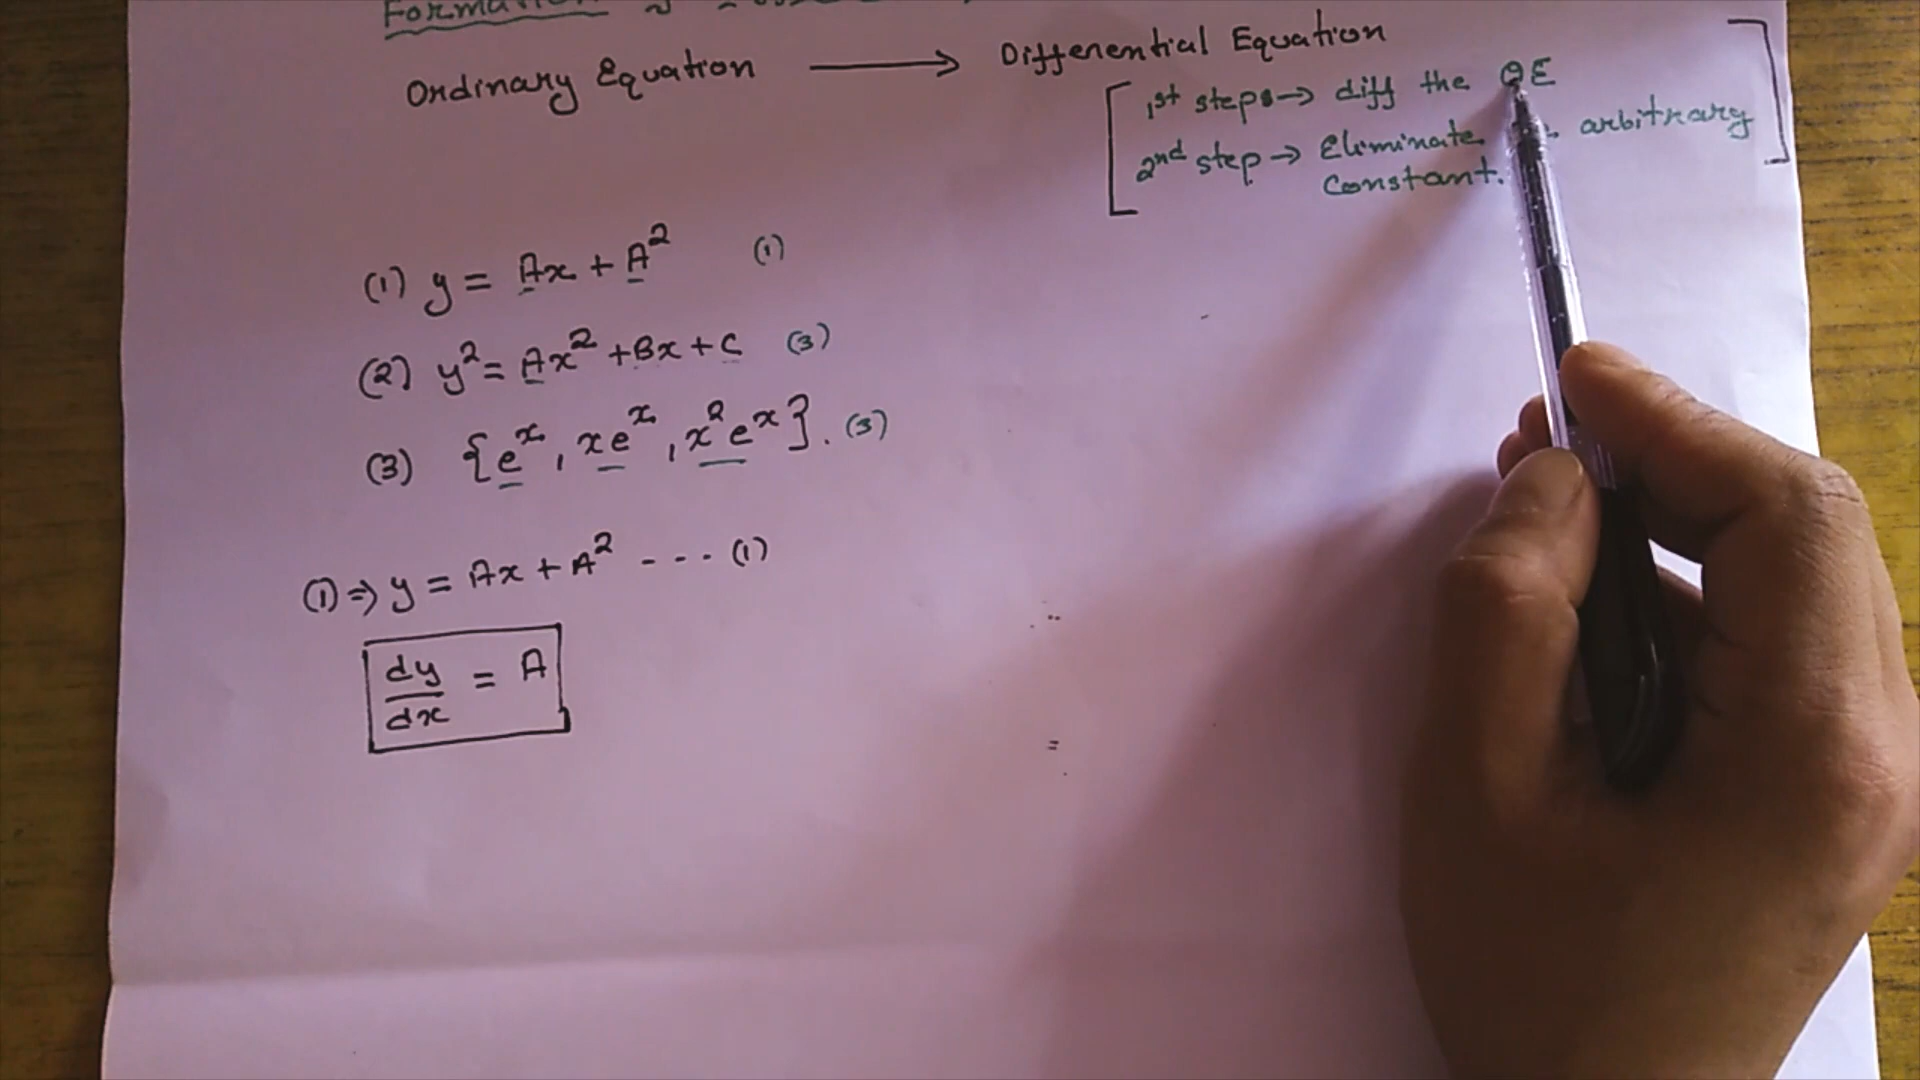 Ordinary Equation → Differential Equation
1st steps → diff the OE
2nd step → Eliminate arbitrary
Constant.
(1) y = Ax + A² (1)
(2) y² = Ax² + Bx + C (3)
(3) {eˣ, xeˣ, x²eˣ}. (3)
(1) ⇒ y = Ax + A² --- (1)
dy/dx = A